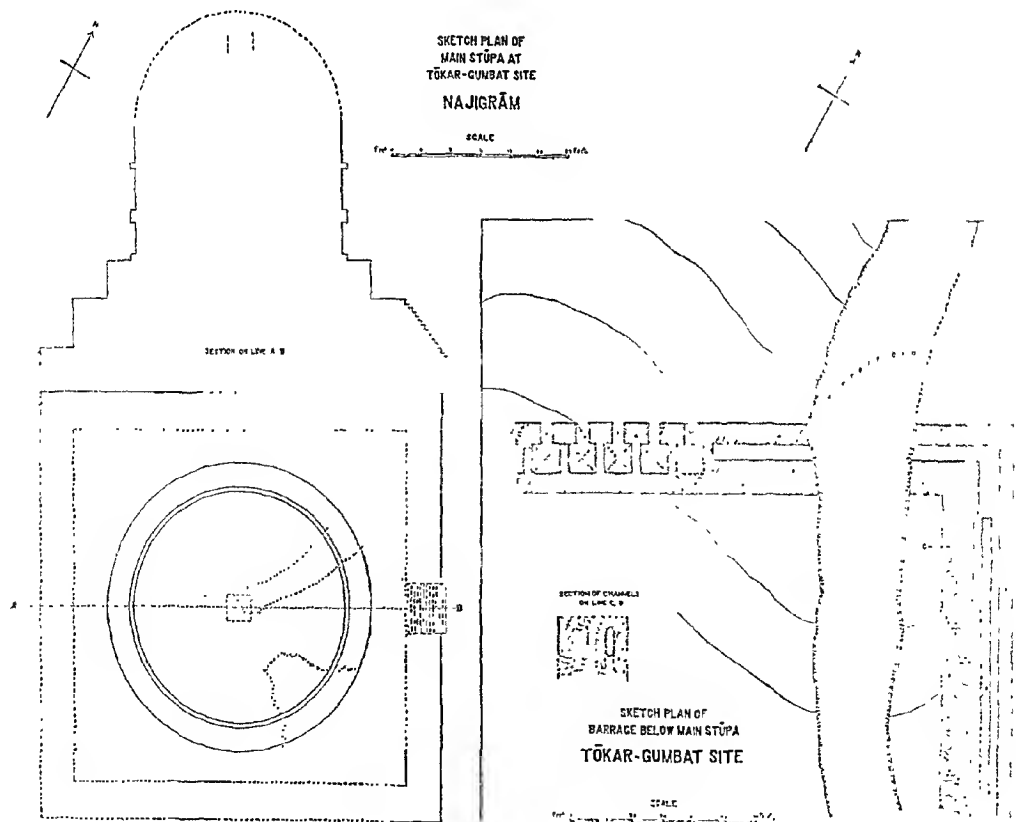 N
SKETCH PLAN OF
MAIN STŪPA AT
TŌKAR-GUMBAT SITE
NAJIGRĀM
SCALE
SECTION ON LINE A B
A
B
N
C
SECTION OF CHANNELS
ON LINE C, D
SKETCH PLAN OF
BARRAGE BELOW MAIN STŪPA
TŌKAR-GUMBAT SITE
SCALE